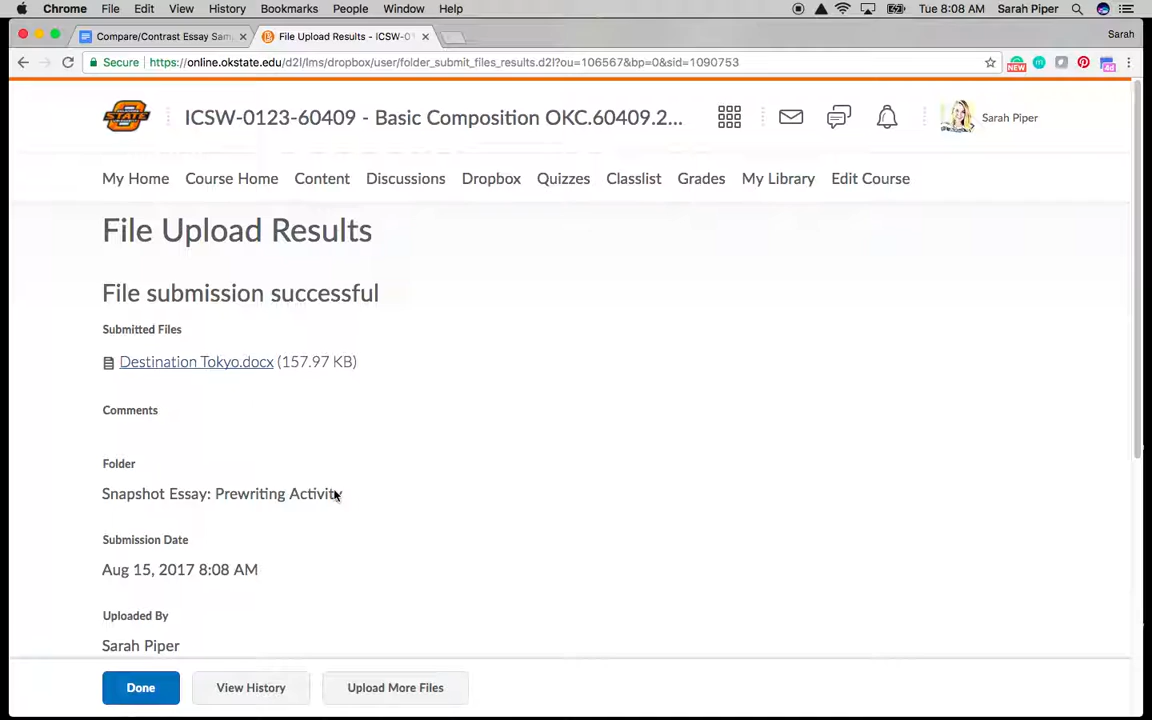 Chrome File Edit View History Bookmarks People Window Help Tue 8:08 AM Sarah Piper
Compare/Contrast Essay Sam File Upload Results - ICSW-01 Sarah
Secure https://online.okstate.edu/d2l/lms/dropbox/user/folder_submit_files_results.d2l?ou=106567&bp=0&sid=1090753 NEW
STATE ICSW-0123-60409 - Basic Composition OKC.60409.2... Sarah Piper
My Home Course Home Content Discussions Dropbox Quizzes Classlist Grades My Library Edit Course
File Upload Results
File submission successful
Submitted Files
Destination Tokyo.docx (157.97 KB)
Comments
Folder
Snapshot Essay: Prewriting Activity
Submission Date
Aug 15, 2017 8:08 AM
Uploaded By
Sarah Piper
Done View History Upload More Files